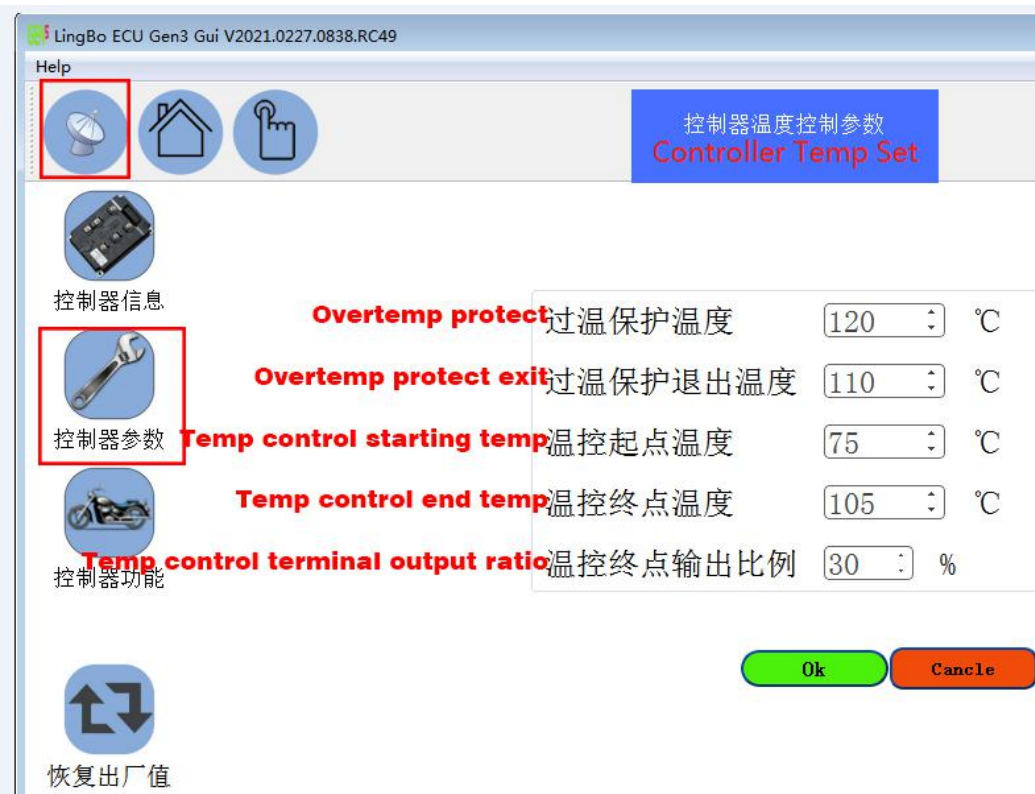 LingBo ECU Gen3 Gui V2021.0227.0838.RC49
Help
控制器温度控制参数
Controller Temp Set
控制器信息
Overtemp protect 过温保护温度 120 ℃
Overtemp protect exit 过温保护退出温度 110 ℃
控制器参数
Temp control starting temp 温控起点温度 75 ℃
Temp control end temp 温控终点温度 105 ℃
Temp control terminal output ratio 温控终点输出比例 30 %
控制器功能
Ok Cancle
恢复出厂值